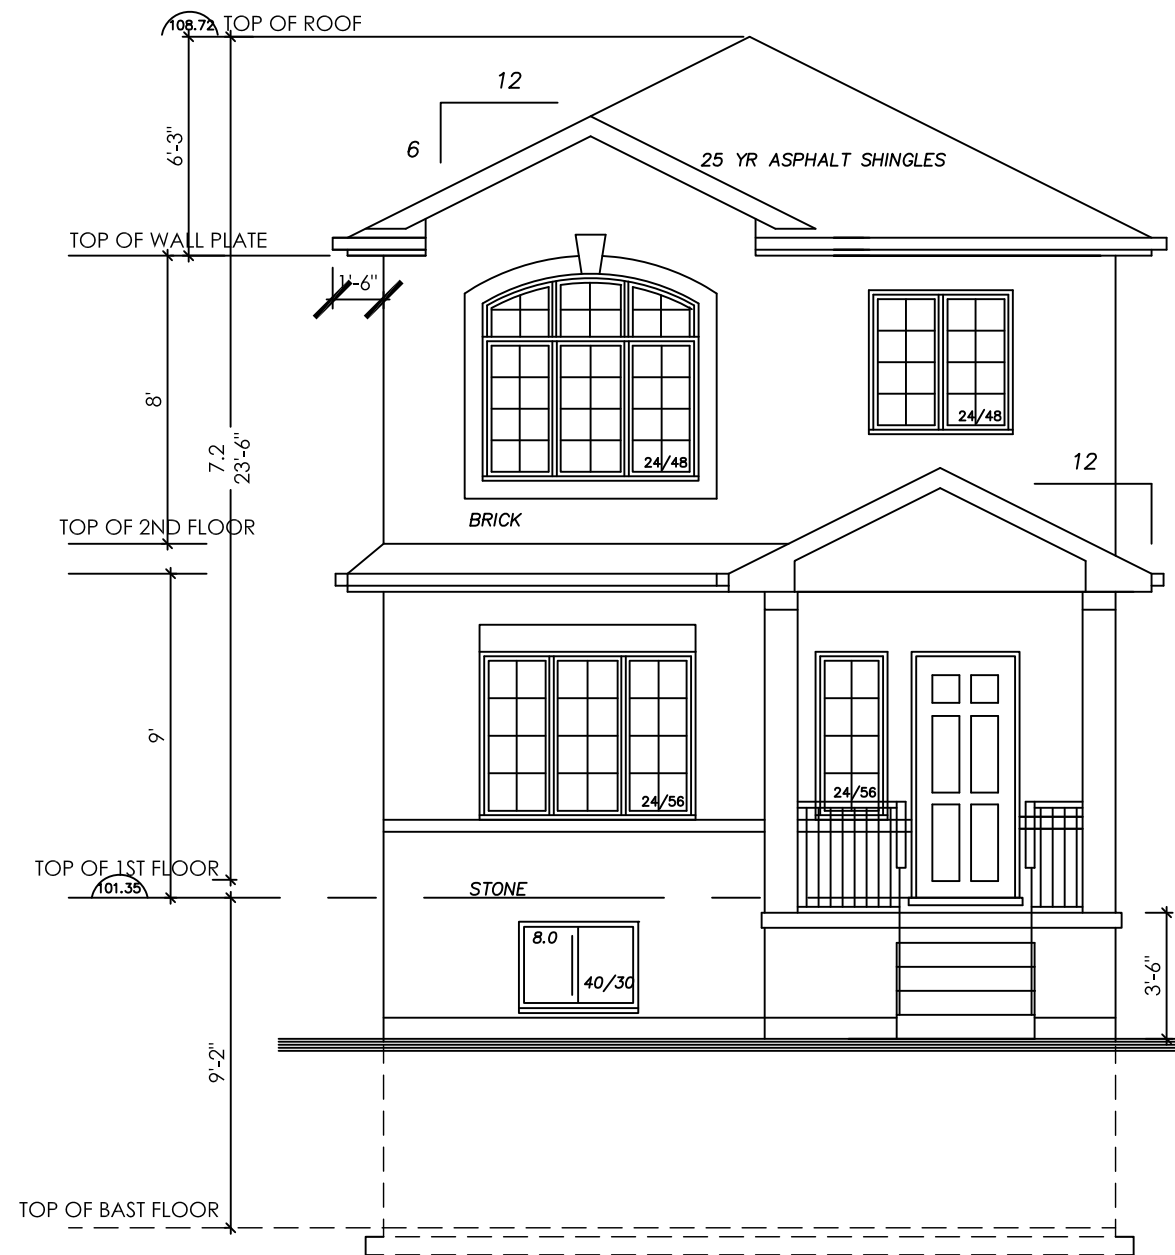 108.72 TOP OF ROOF
12
6
6'-3"
25 YR ASPHALT SHINGLES
TOP OF WALL PLATE
1'-6"
8'
7.2
23'-6"
24/48
24/48
12
BRICK
TOP OF 2ND FLOOR
9'
24/56
24/56
TOP OF 1ST FLOOR
101.35
STONE
8.0
40/30
3'-6"
9'-2"
TOP OF BAST FLOOR